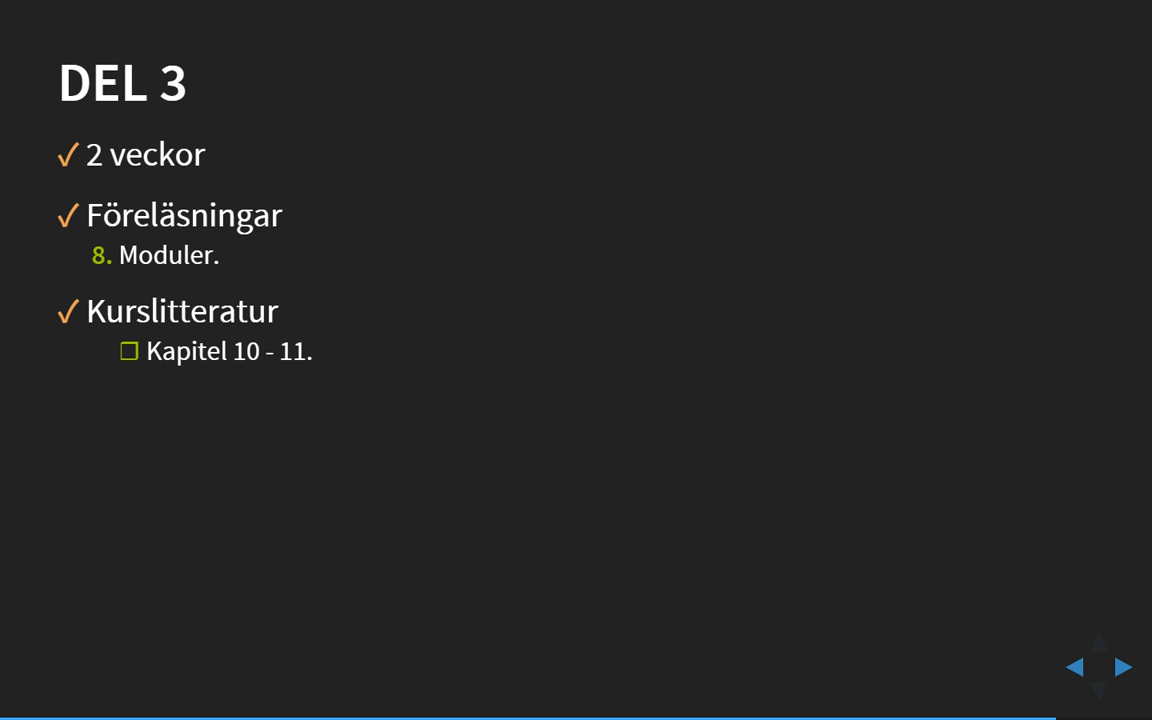 DEL 3
✓ 2 veckor
✓ Föreläsningar
8. Moduler.
✓ Kurslitteratur
❐ Kapitel 10 - 11.